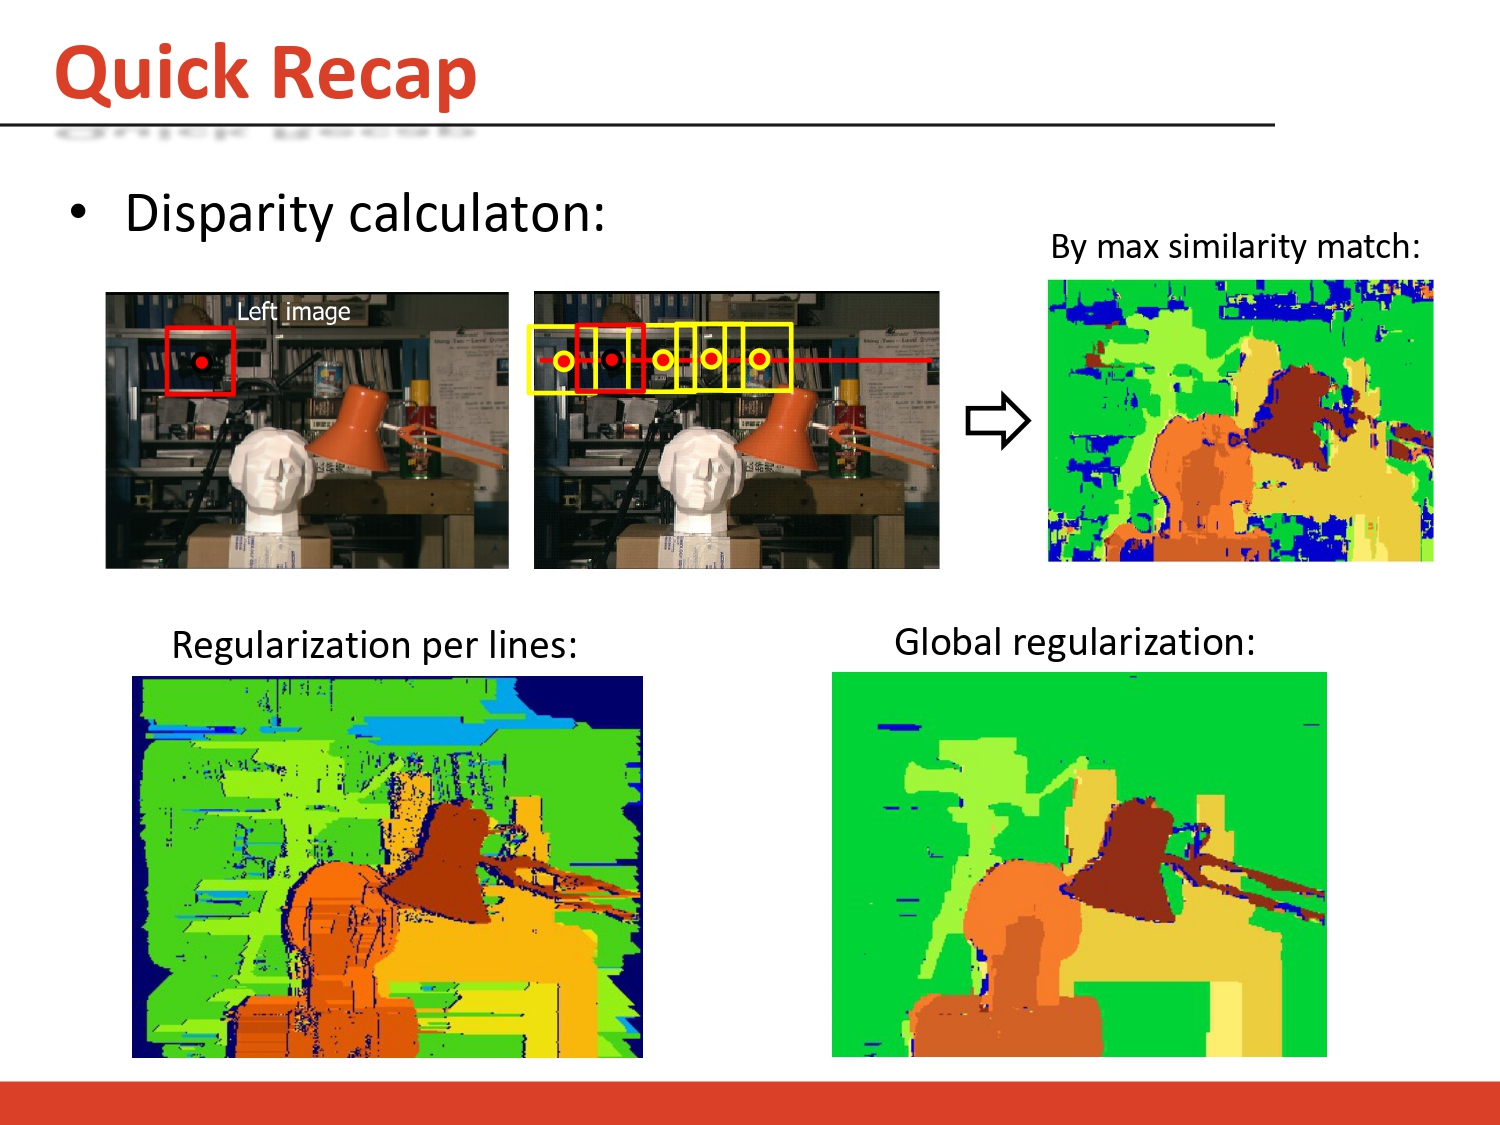 Quick Recap
• Disparity calculaton:
By max similarity match:
Left image
Regularization per lines:
Global regularization: